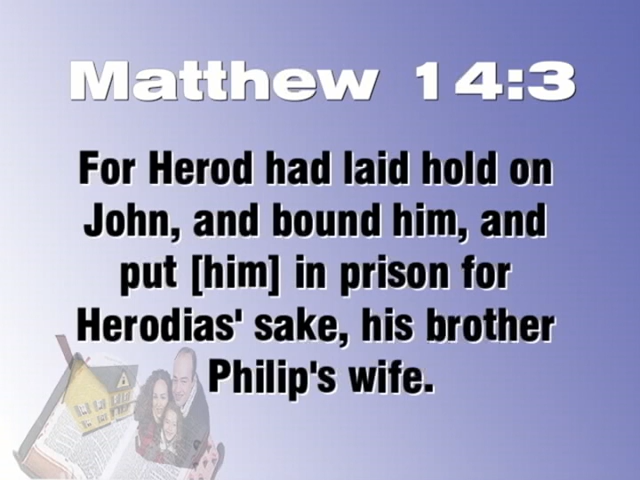 Matthew 14:3
For Herod had laid hold on
John, and bound him, and
put [him] in prison for
Herodias' sake, his brother
Philip's wife.